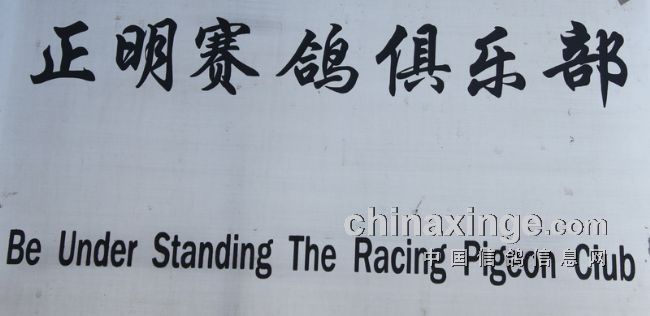 正明赛鸽俱乐部
chinaxinge.com
Be Under Standing The Racing Pigeon Club
中国信鸽信息网